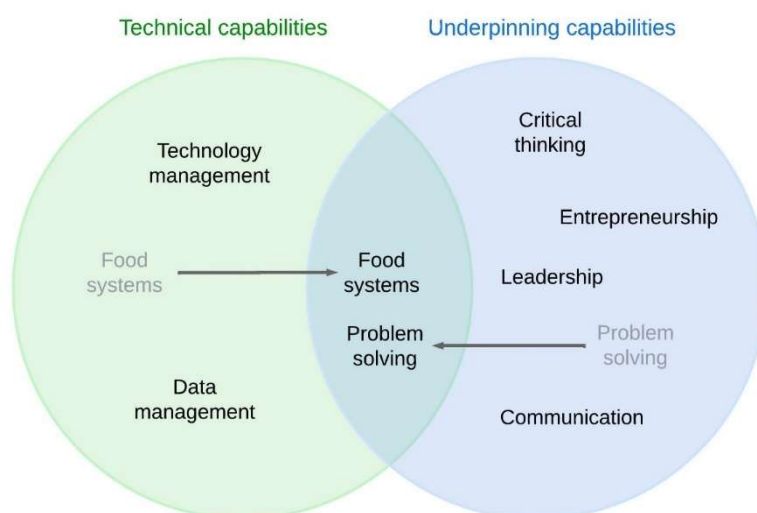 Technical capabilities
Underpinning capabilities
Technology
management
Critical
thinking
Entrepreneurship
Food
systems
Food
systems
Leadership
Problem
solving
Problem
solving
Data
management
Communication